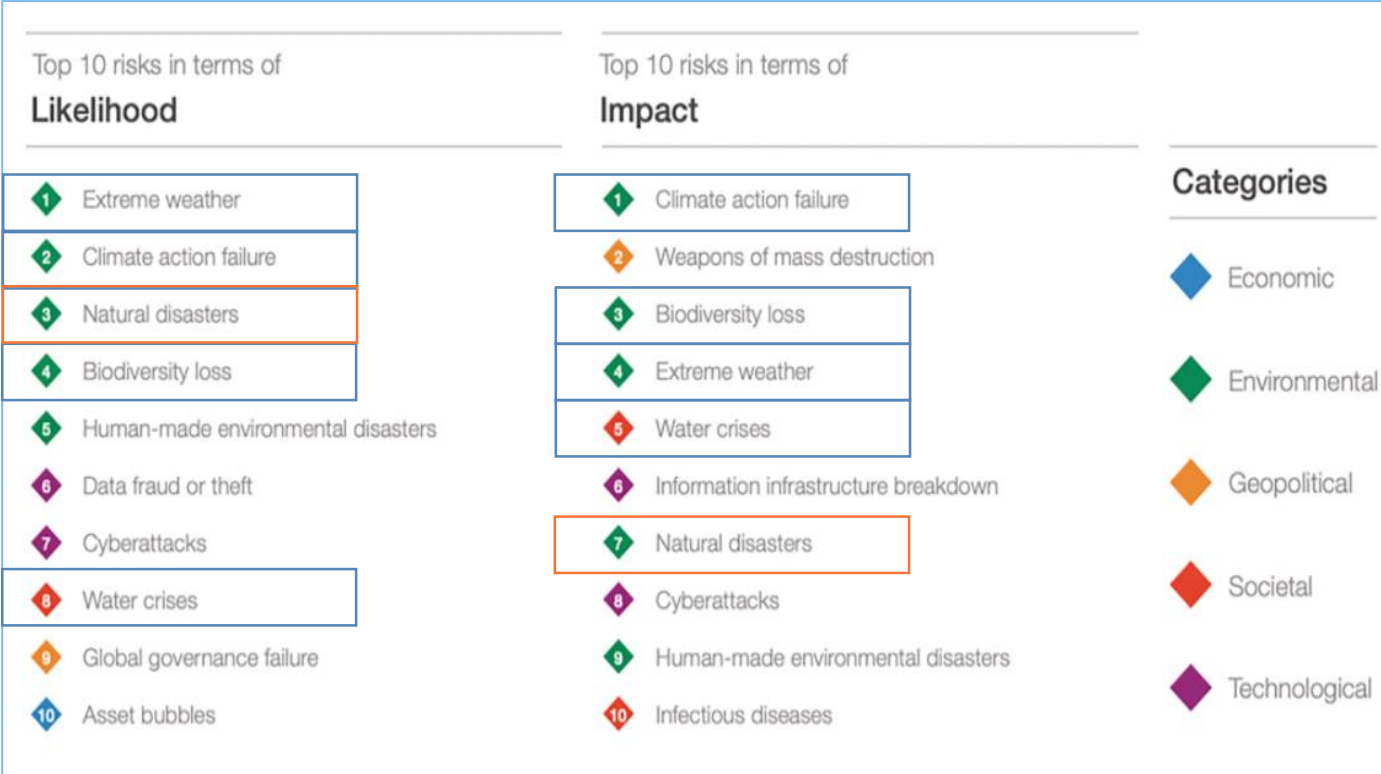 Top 10 risks in terms of
Likelihood
1 Extreme weather
2 Climate action failure
3 Natural disasters
4 Biodiversity loss
5 Human-made environmental disasters
6 Data fraud or theft
7 Cyberattacks
8 Water crises
9 Global governance failure
10 Asset bubbles
Top 10 risks in terms of
Impact
1 Climate action failure
2 Weapons of mass destruction
3 Biodiversity loss
4 Extreme weather
5 Water crises
6 Information infrastructure breakdown
7 Natural disasters
8 Cyberattacks
9 Human-made environmental disasters
10 Infectious diseases
Categories
Economic
Environmental
Geopolitical
Societal
Technological